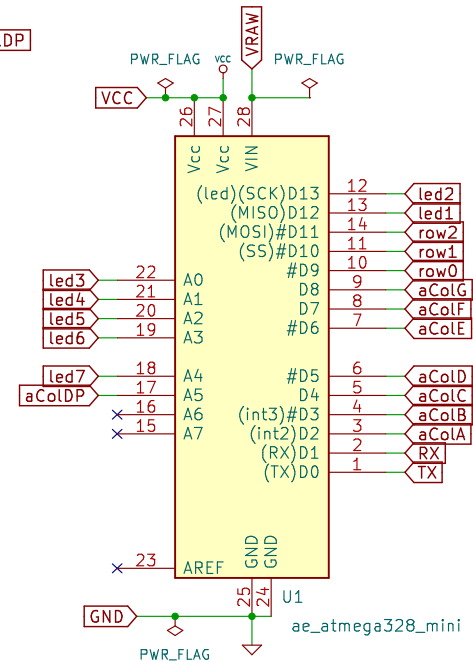 DP
VRAW
PWR_FLAG vcc PWR_FLAG
VCC
26 27 28
Vcc Vcc VIN
(led)(SCK)D13 12 led2
(MISO)D12 13 led1
(MOSI)#D11 14 row2
(SS)#D10 11 row1
#D9 10 row0
led3 22 A0 D8 9 aColG
led4 21 A1 D7 8 aColF
led5 20 A2 #D6 7 aColE
led6 19 A3
led7 18 A4 #D5 6 aColD
aColDP 17 A5 D4 5 aColC
16 A6 (int3)#D3 4 aColB
15 A7 (int2)D2 3 aColA
(RX)D1 2 RX
(TX)D0 1 TX
23 AREF GND GND
25 24 U1
GND
ae_atmega328_mini
PWR_FLAG